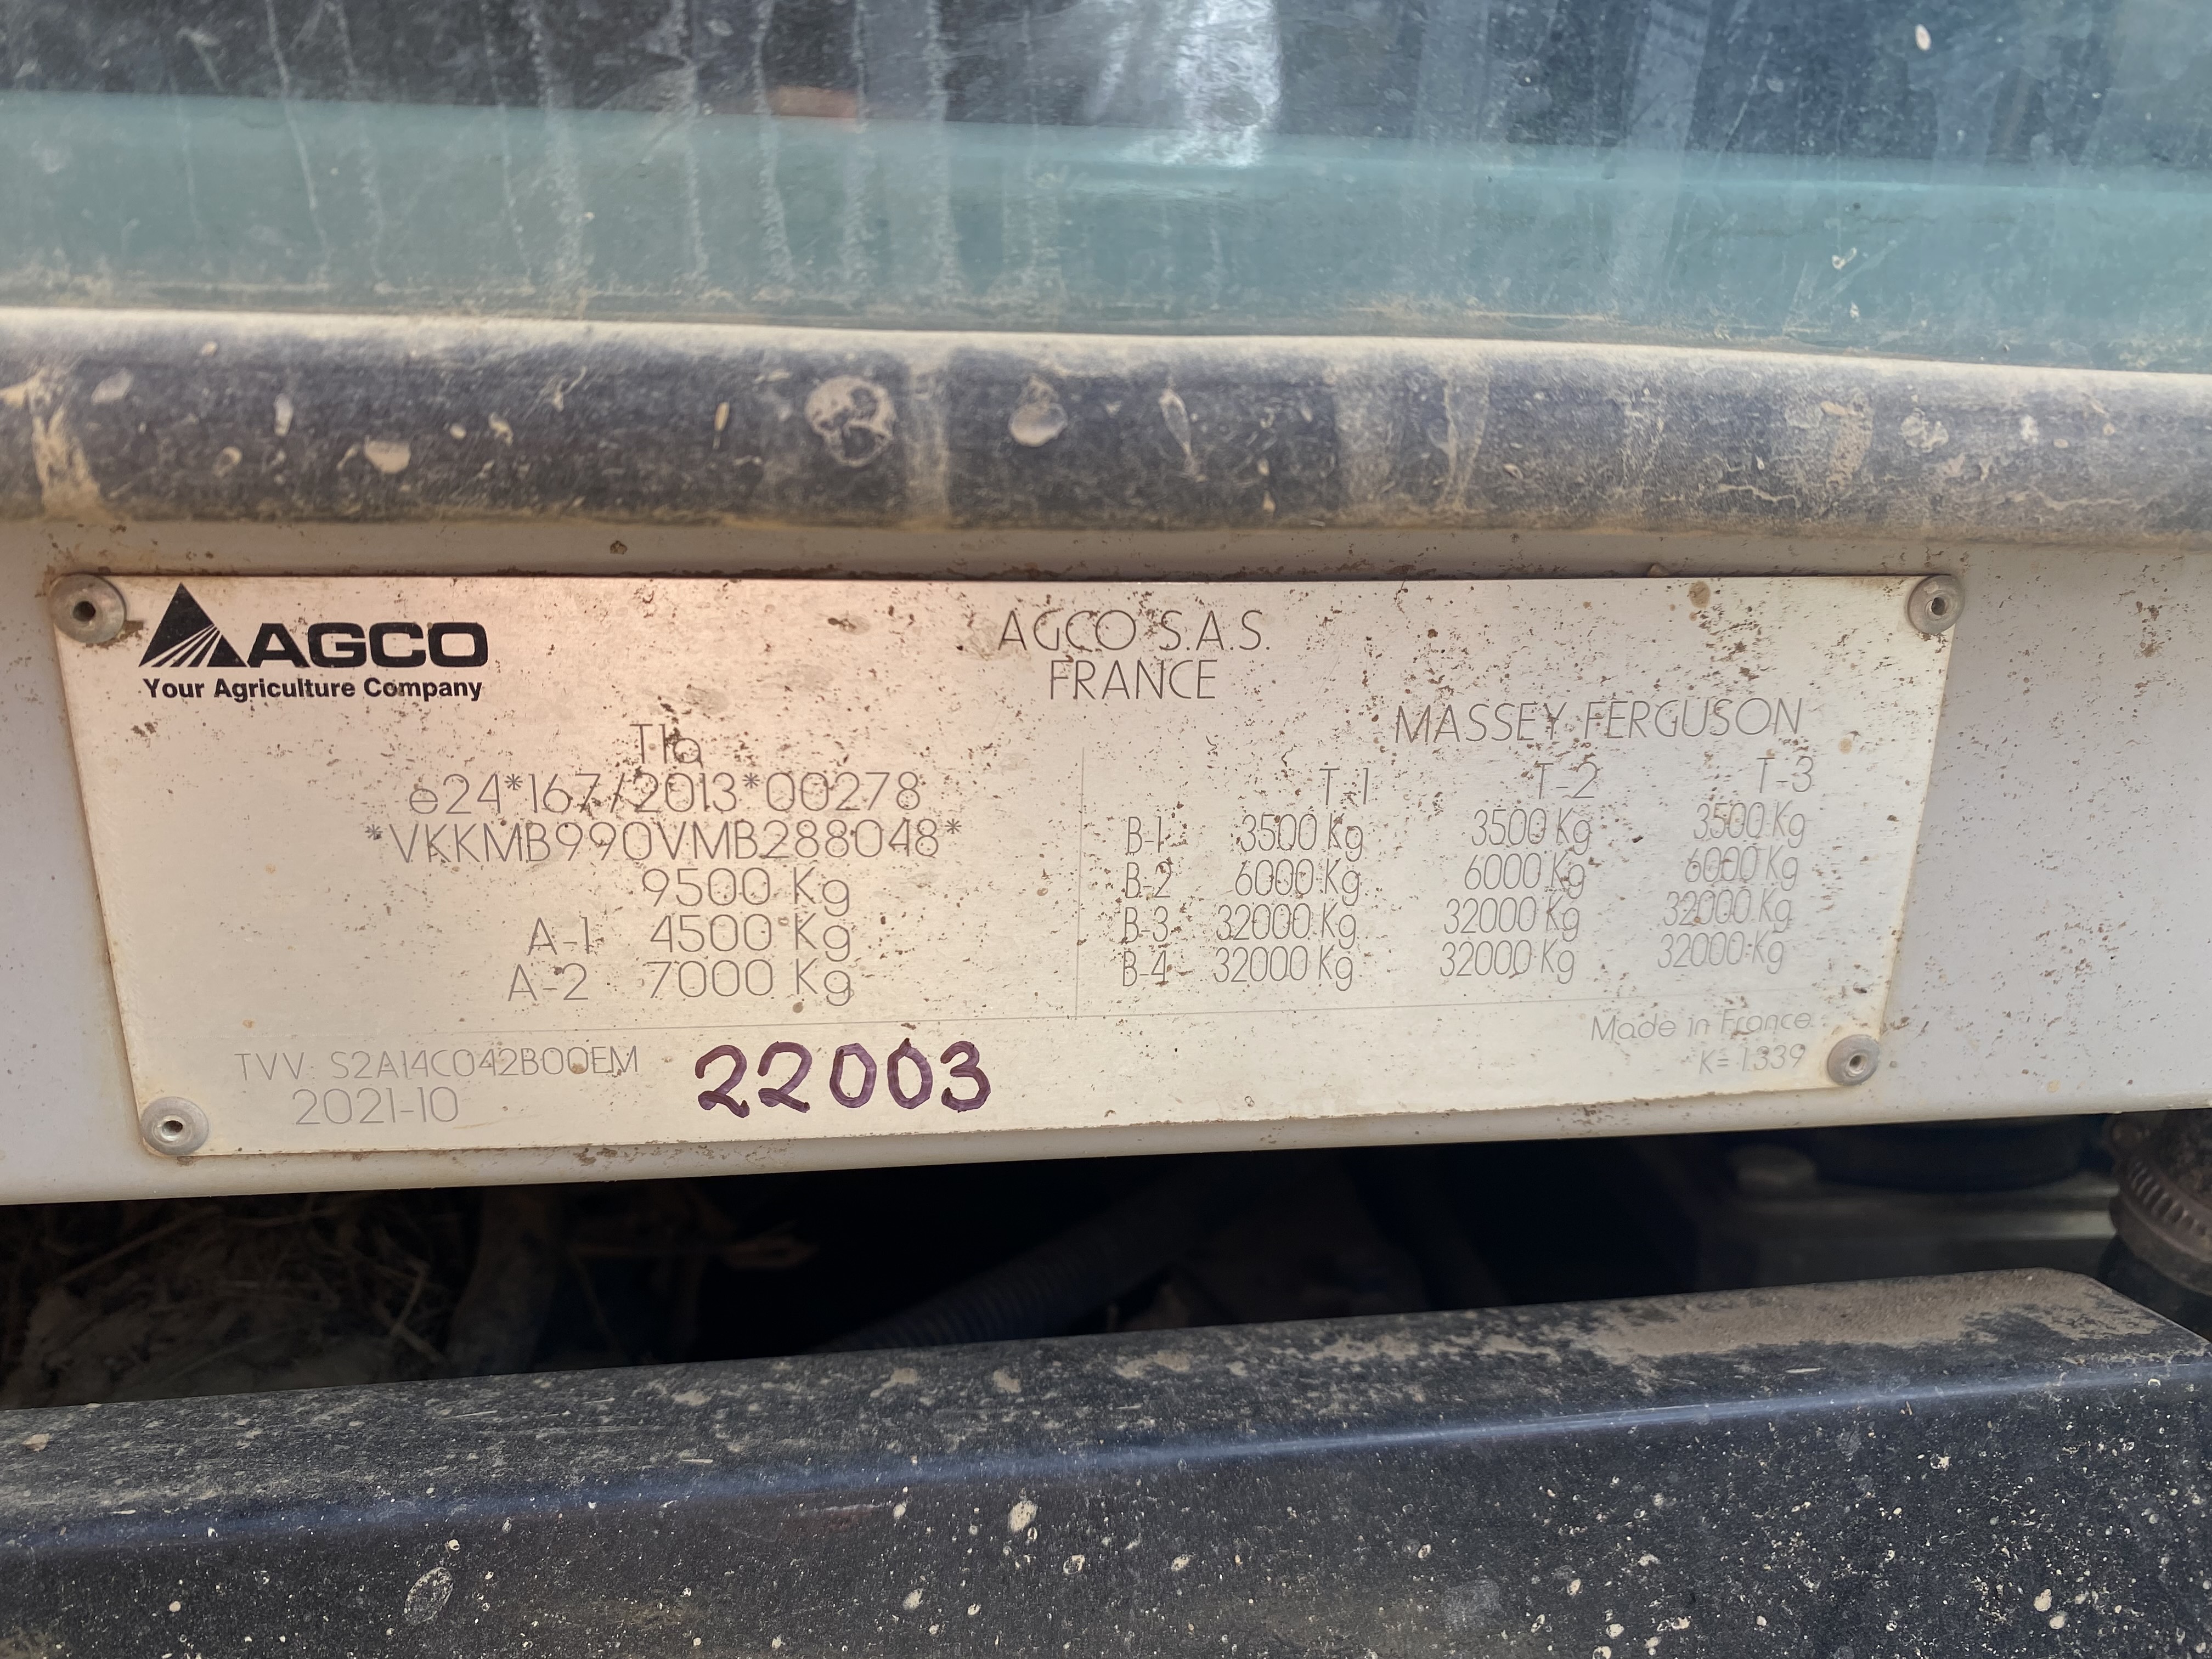 AGCO
Your Agriculture Company
AGCO S.A.S.
FRANCE
MASSEY FERGUSON
T1a
e24*167/2013*00278
*VKKMB990VMB288048*
9500 Kg
A-1 4500 Kg
A-2 7000 Kg
T-1 T-2 T-3
B-1 3500 Kg 3500 Kg 3500 Kg
B-2 6000 Kg 6000 Kg 6000 Kg
B-3 32000 Kg 32000 Kg 32000 Kg
B-4 32000 Kg 32000 Kg 32000 Kg
TVV: S2A14C042B00EM
2021-10
22003
Made in France
K= 1.339